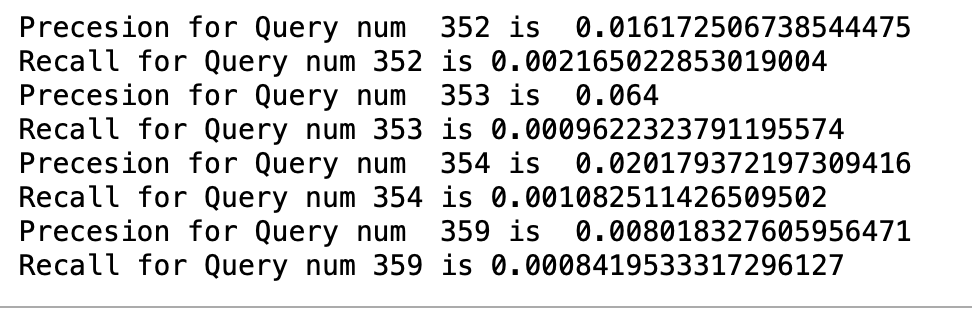 Precesion for Query num  352 is  0.016172506738544475
Recall for Query num 352 is 0.002165022853019004
Precesion for Query num  353 is  0.064
Recall for Query num 353 is 0.0009622323791195574
Precesion for Query num  354 is  0.020179372197309416
Recall for Query num 354 is 0.001082511426509502
Precesion for Query num  359 is  0.008018327605956471
Recall for Query num 359 is 0.0008419533317296127